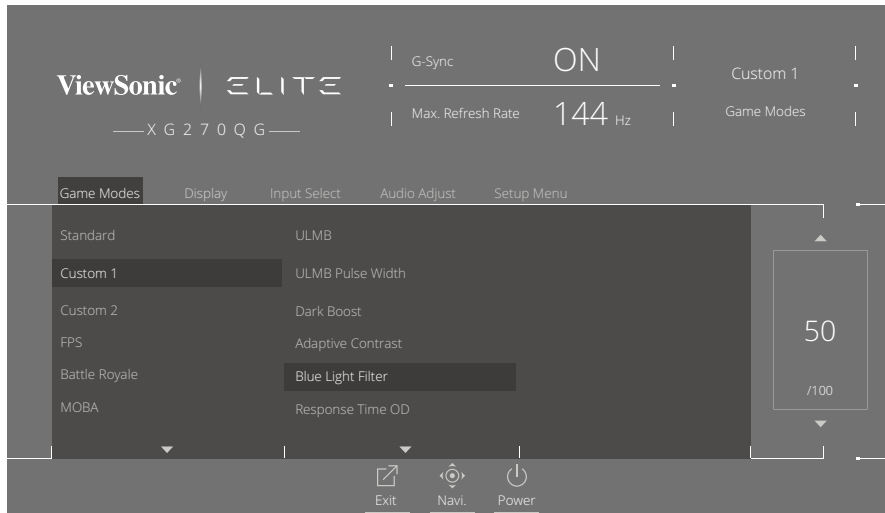 G-Sync ON
ViewSonic® ELITE
Max. Refresh Rate 144 Hz
XG270QG
Custom 1
Game Modes
Game Modes Display Input Select Audio Adjust Setup Menu
Standard ULMB
Custom 1 ULMB Pulse Width
Custom 2 Dark Boost
FPS Adaptive Contrast
Battle Royale Blue Light Filter
MOBA Response Time OD
50
/100
Exit Navi. Power